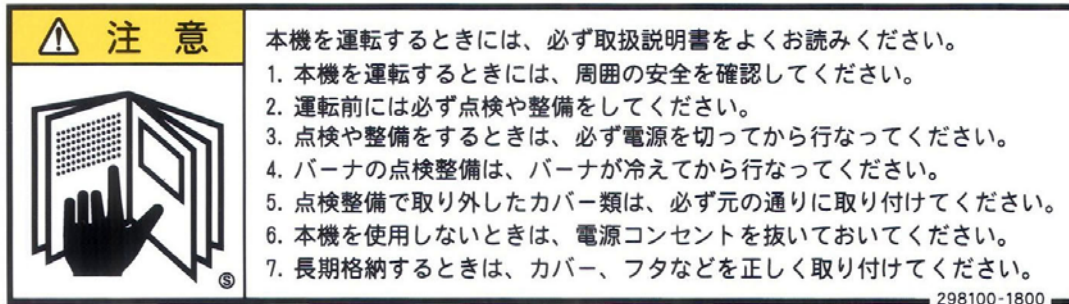 注 意
本機を運転するときには、必ず取扱説明書をよくお読みください。
1. 本機を運転するときには、周囲の安全を確認してください。
2. 運転前には必ず点検や整備をしてください。
3. 点検や整備をするときは、必ず電源を切ってから行なってください。
4. バーナの点検整備は、バーナが冷えてから行なってください。
5. 点検整備で取り外したカバー類は、必ず元の通りに取り付けてください。
6. 本機を使用しないときは、電源コンセントを抜いておいてください。
7. 長期格納するときは、カバー、フタなどを正しく取り付けてください。
Ⓢ
298100-1800